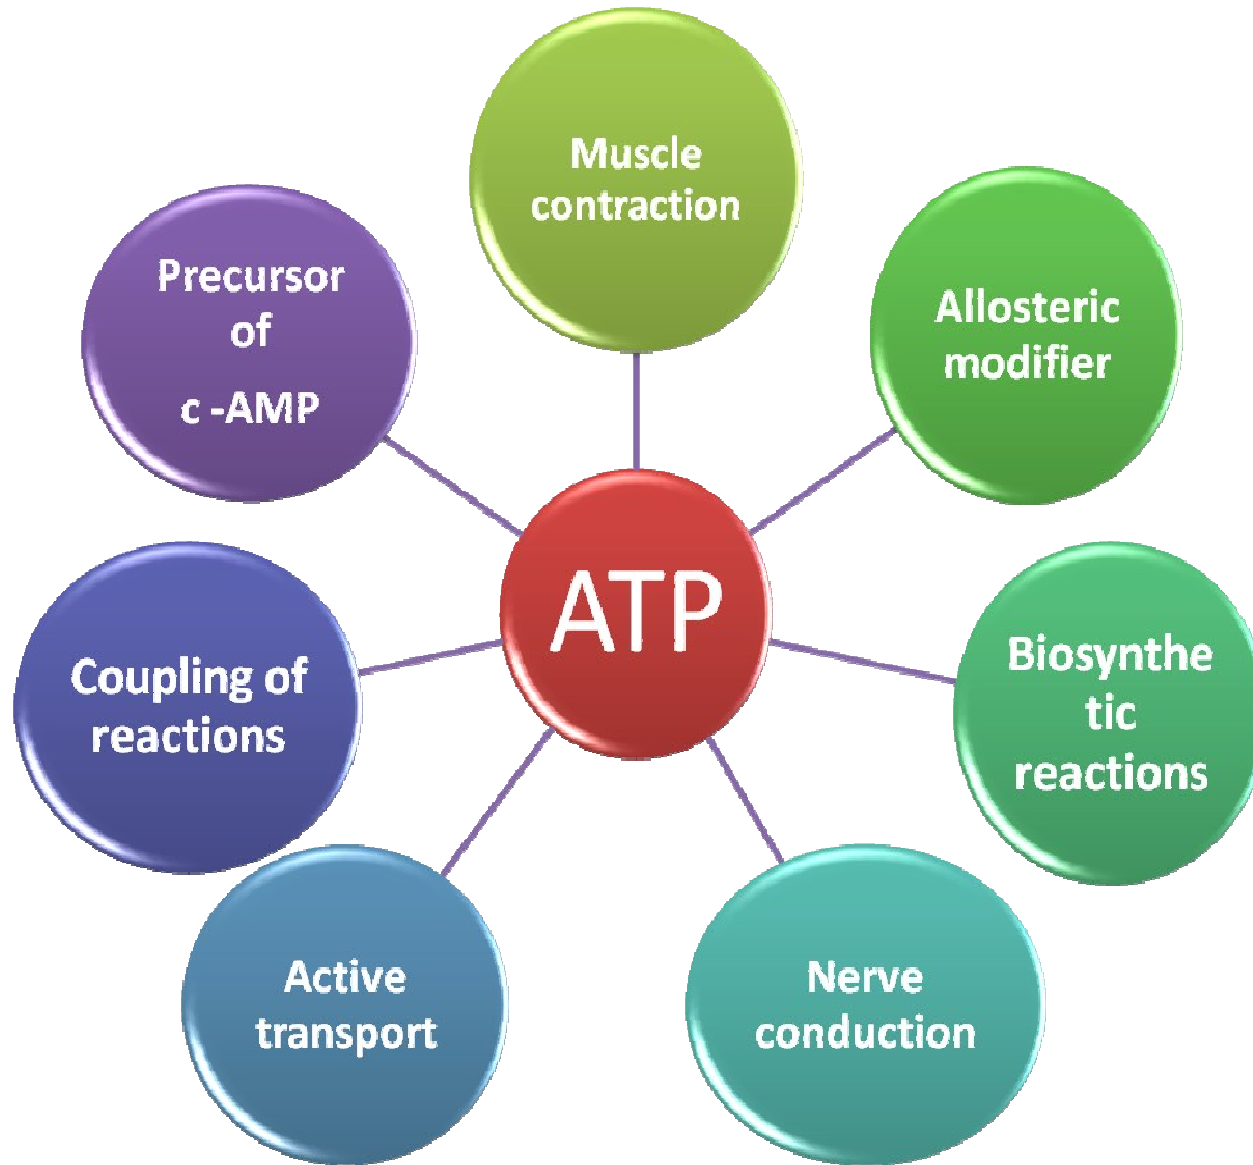 Muscle
contraction
Allosteric
modifier
Biosynthe
tic
reactions
Nerve
conduction
Active
transport
Coupling of
reactions
Precursor
of
c -AMP
ATP